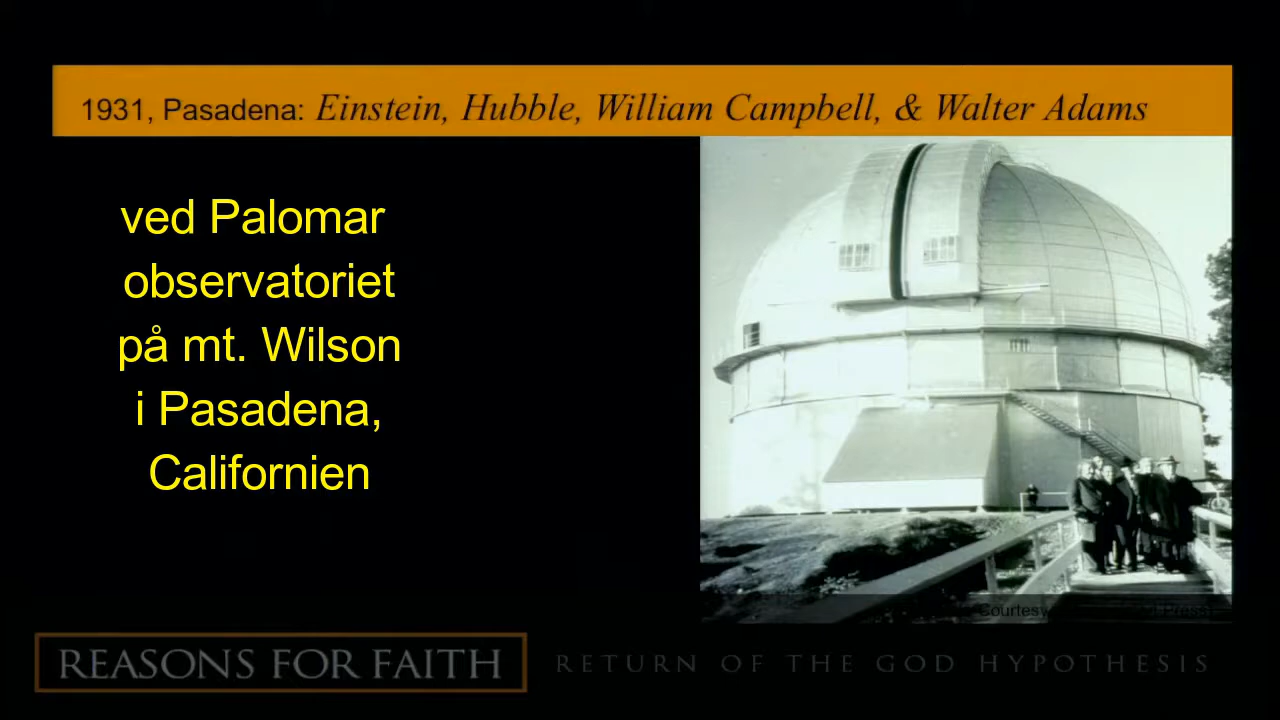 1931, Pasadena: Einstein, Hubble, William Campbell, & Walter Adams
ved Palomar
observatoriet
på mt. Wilson
i Pasadena,
Californien
Courtesy
REASONS FOR FAITH
RETURN OF THE GOD HYPOTHESIS